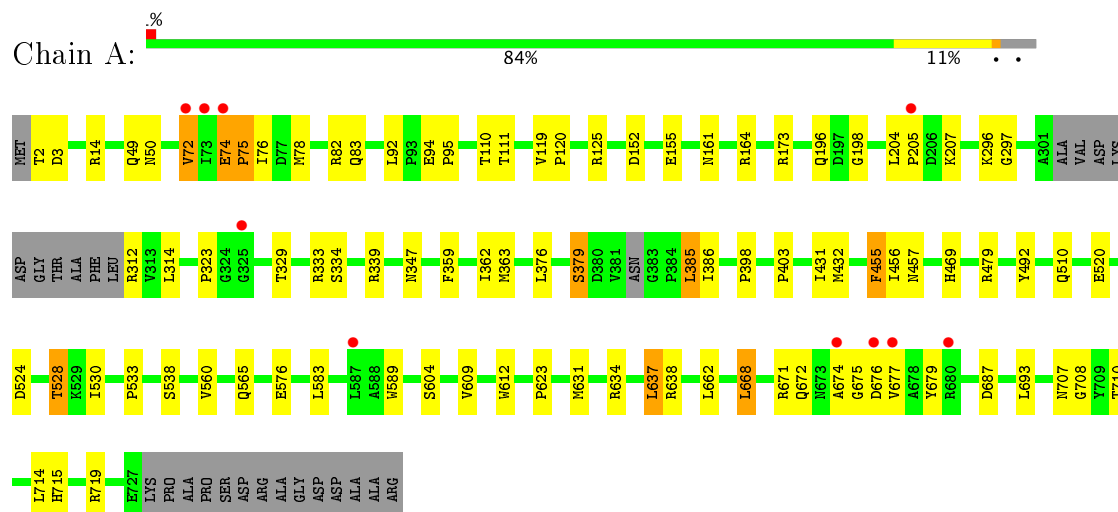 .%
Chain A:
84% 11% • •
MET T2 D3 R14 Q49 N50 V72 I73 E74 P75 I76 D77 M78 R82 Q83 L92 P93 E94 P95 T110 T111 V119 P120 R125 D152 E155 N161 R164 R173 Q196 D197 G198 L204 P205 D206 K207 K296 G297 A301 ALA VAL ASP LYS
ASP GLY THR ALA PHE LEU R312 V313 L314 P323 G324 G325 T329 R333 S334 R339 N347 F359 I362 M363 L376 S379 D380 V381 ASN G383 P384 L385 I386 P398 P403 I431 M432 F455 I456 N457 H469 R479 Y492 Q510 E520
D524 T528 K529 I530 P533 S538 V560 Q565 E576 L583 L587 A588 W589 S604 V609 W612 P623 M631 R634 L637 R638 L662 L668 R671 Q672 N673 A674 G675 D676 V677 A678 Y679 R680 D687 L693 N707 G708 Y709 T710
L714 H715 R719 E727 LYS PRO ALA PRO SER ASP ARG ALA GLY ASP ASP ALA ALA ARG